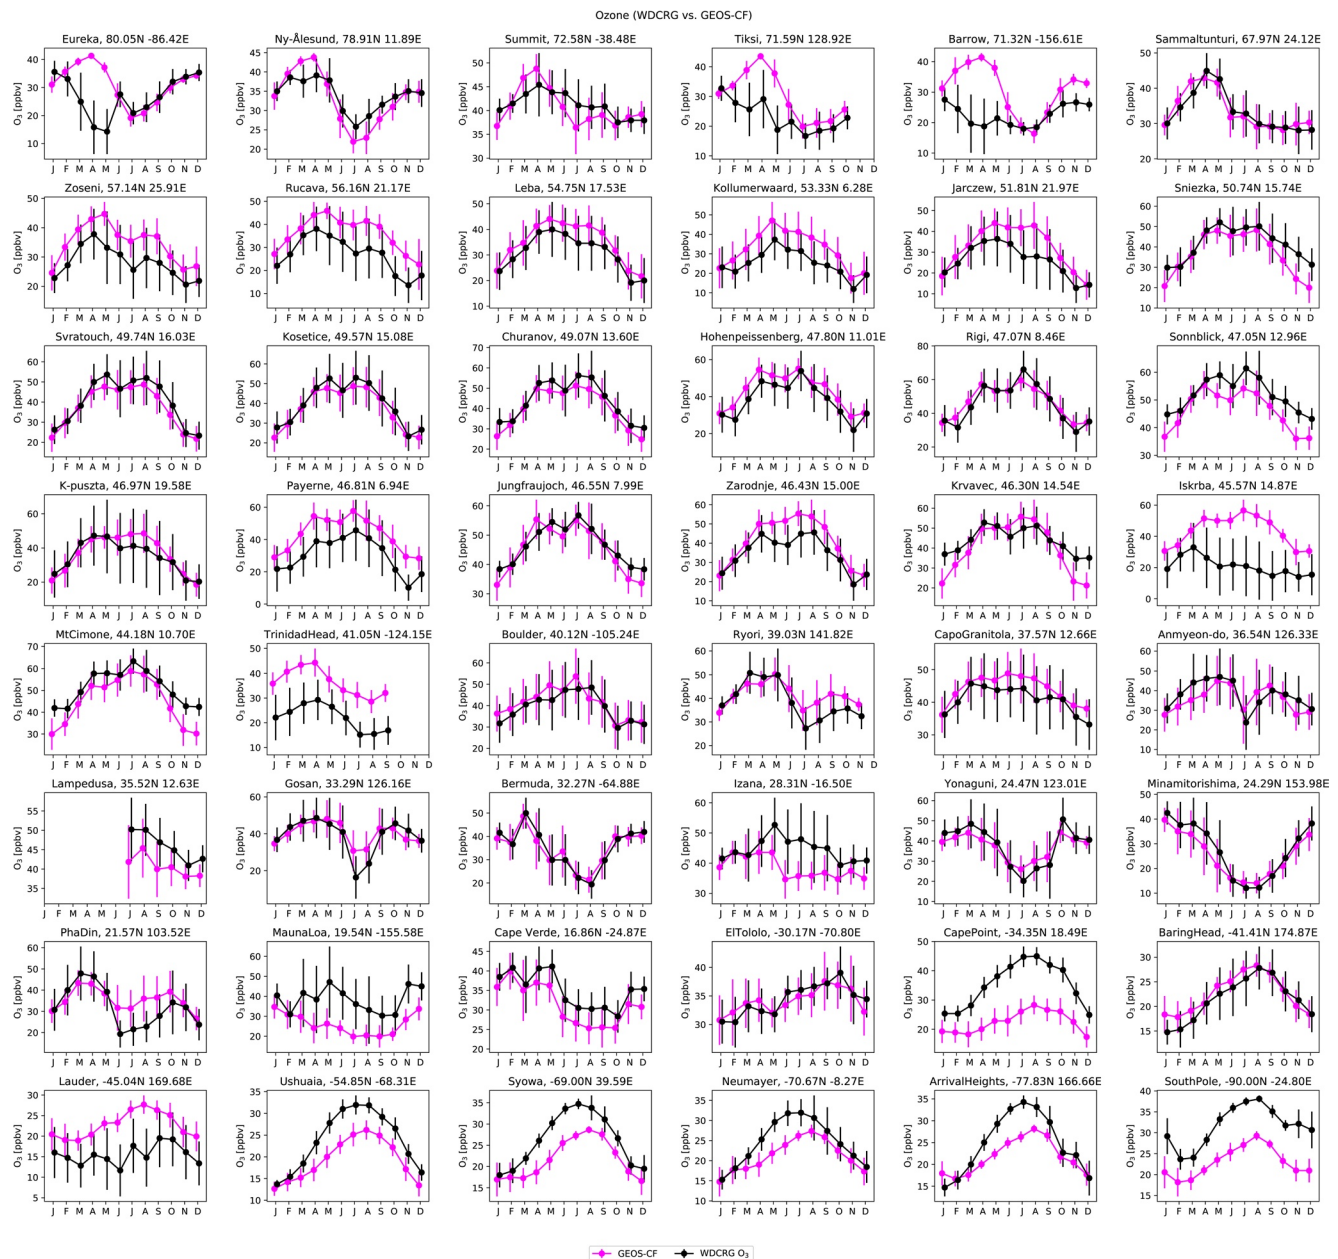 Ozone (WDCRG vs. GEOS-CF)
Eureka, 80.05N -86.42E
Ny-Ålesund, 78.91N 11.89E
Summit, 72.58N -38.48E
Tiksi, 71.59N 128.92E
Barrow, 71.32N -156.61E
Sammaltunturi, 67.97N 24.12E
O3 [ppbv]
J F M A M J J A S O N D
Zoseni, 57.14N 25.91E
Rucava, 56.16N 21.17E
Leba, 54.75N 17.53E
Kollumerwaard, 53.33N 6.28E
Jarczew, 51.81N 21.97E
Sniezka, 50.74N 15.74E
Svratouch, 49.74N 16.03E
Kosetice, 49.57N 15.08E
Churanov, 49.07N 13.60E
Hohenpeissenberg, 47.80N 11.01E
Rigi, 47.07N 8.46E
Sonnblick, 47.05N 12.96E
K-puszta, 46.97N 19.58E
Payerne, 46.81N 6.94E
Jungfraujoch, 46.55N 7.99E
Zarodnje, 46.43N 15.00E
Krvavec, 46.30N 14.54E
Iskrba, 45.57N 14.87E
MtCimone, 44.18N 10.70E
TrinidadHead, 41.05N -124.15E
Boulder, 40.12N -105.24E
Ryori, 39.03N 141.82E
CapoGranitola, 37.57N 12.66E
Anmyeon-do, 36.54N 126.33E
Lampedusa, 35.52N 12.63E
Gosan, 33.29N 126.16E
Bermuda, 32.27N -64.88E
Izana, 28.31N -16.50E
Yonaguni, 24.47N 123.01E
Minamitorishima, 24.29N 153.98E
PhaDin, 21.57N 103.52E
MaunaLoa, 19.54N -155.58E
Cape Verde, 16.86N -24.87E
ElTololo, -30.17N -70.80E
CapePoint, -34.35N 18.49E
BaringHead, -41.41N 174.87E
Lauder, -45.04N 169.68E
Ushuaia, -54.85N -68.31E
Syowa, -69.00N 39.59E
Neumayer, -70.67N -8.27E
ArrivalHeights, -77.83N 166.66E
SouthPole, -90.00N -24.80E
GEOS-CF
WDCRG O3